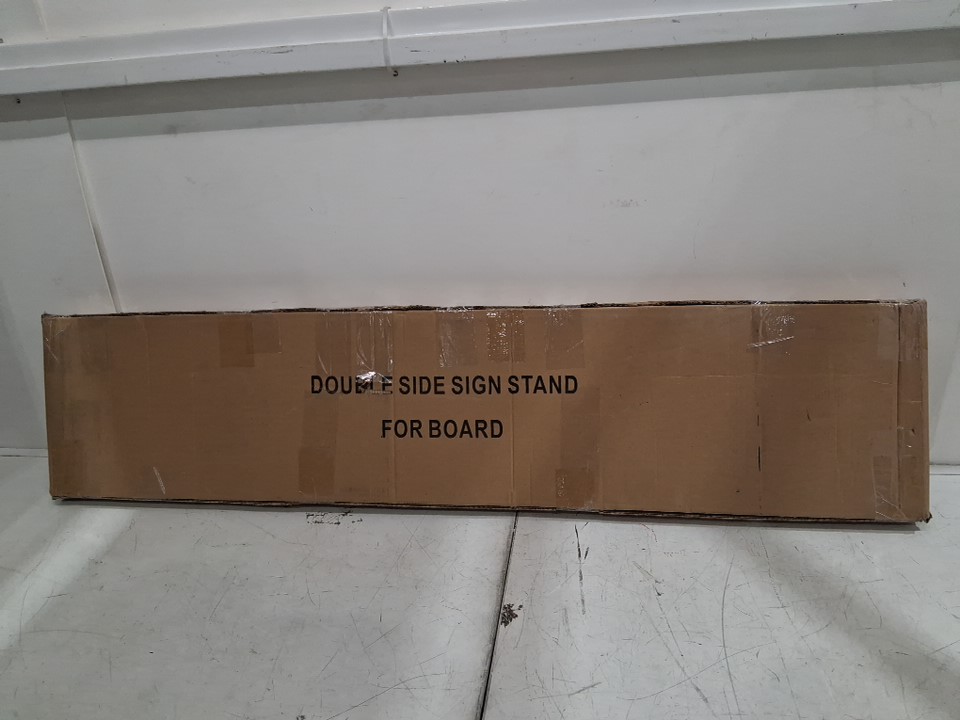 DOUBLE SIDE SIGN STAND
FOR BOARD